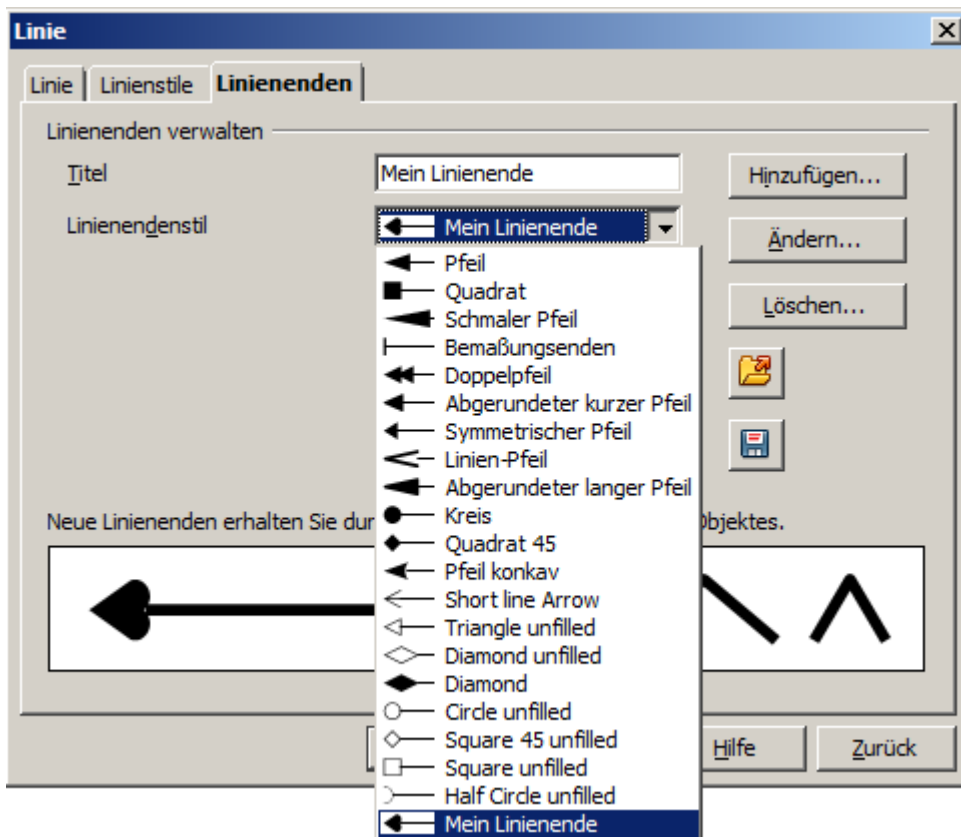 Linie
Linie Linienstile Linienenden
Linienenden verwalten
Titel Mein Linienende Hinzufügen...
Linienendenstil Mein Linienende Ändern...
Löschen...
Pfeil
Quadrat
Schmaler Pfeil
Bemaßungsenden
Doppelpfeil
Abgerundeter kurzer Pfeil
Symmetrischer Pfeil
Linien-Pfeil
Abgerundeter langer Pfeil
Kreis
Quadrat 45
Pfeil konkav
Short line Arrow
Triangle unfilled
Diamond unfilled
Diamond
Circle unfilled
Square 45 unfilled
Square unfilled
Half Circle unfilled
Mein Linienende
Neue Linienenden erhalten Sie
Hilfe Zurück